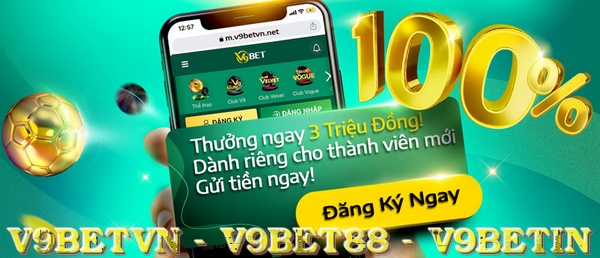 12:57
m.v9betvn.net
V9BET
Thể thao
Club V9
VELVET
Club Velvet
VOGUE
Club Vogue
ĐĂNG KÝ
ĐĂNG NHẬP
100%
Thưởng ngay 3 Triệu Đồng!
Dành riêng cho thành viên mới
Gửi tiền ngay!
Đăng Ký Ngay
V9BETVN - V9BET88 - V9BETIN